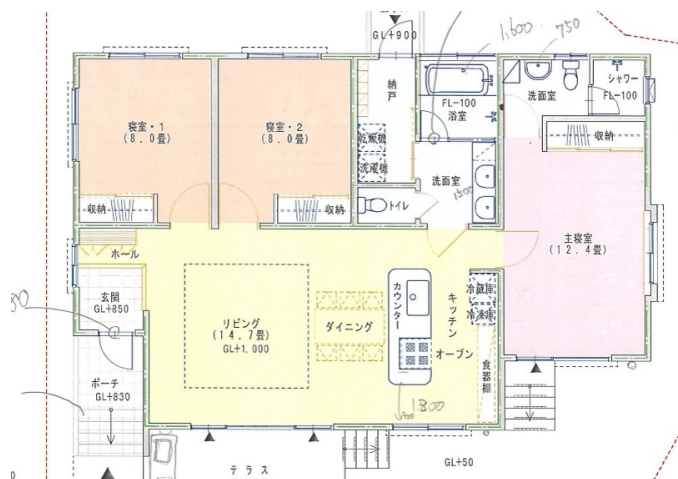 GL+900
1,600
750
納戸
FL-100
浴室
洗面室
シャワー
FL-100
収納
寝室・1
(8.0畳)
寝室・2
(8.0畳)
乾燥機
洗濯機
洗面室
1500
トイレ
収納
収納
主寝室
(12.4畳)
ホール
玄関
GL+850
リビング
(14.7畳)
GL+1,000
ダイニング
カウンター
キッチン
冷蔵庫
冷凍庫
オーブン
食器棚
ポーチ
GL+830
1800
900
テラス
GL+50